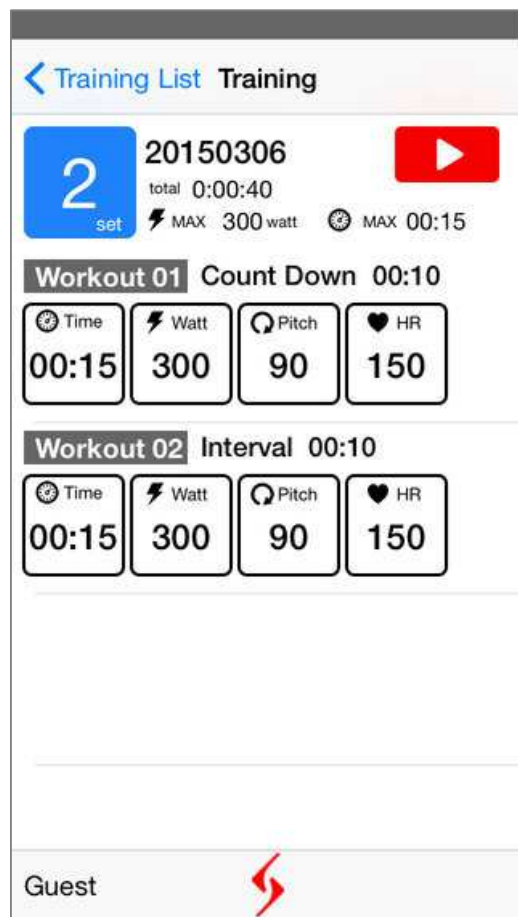 Training List Training
2 set
20150306
total 0:00:40
MAX 300 watt MAX 00:15
Workout 01 Count Down 00:10
Time Watt Pitch HR
00:15 300 90 150
Workout 02 Interval 00:10
Time Watt Pitch HR
00:15 300 90 150
Guest